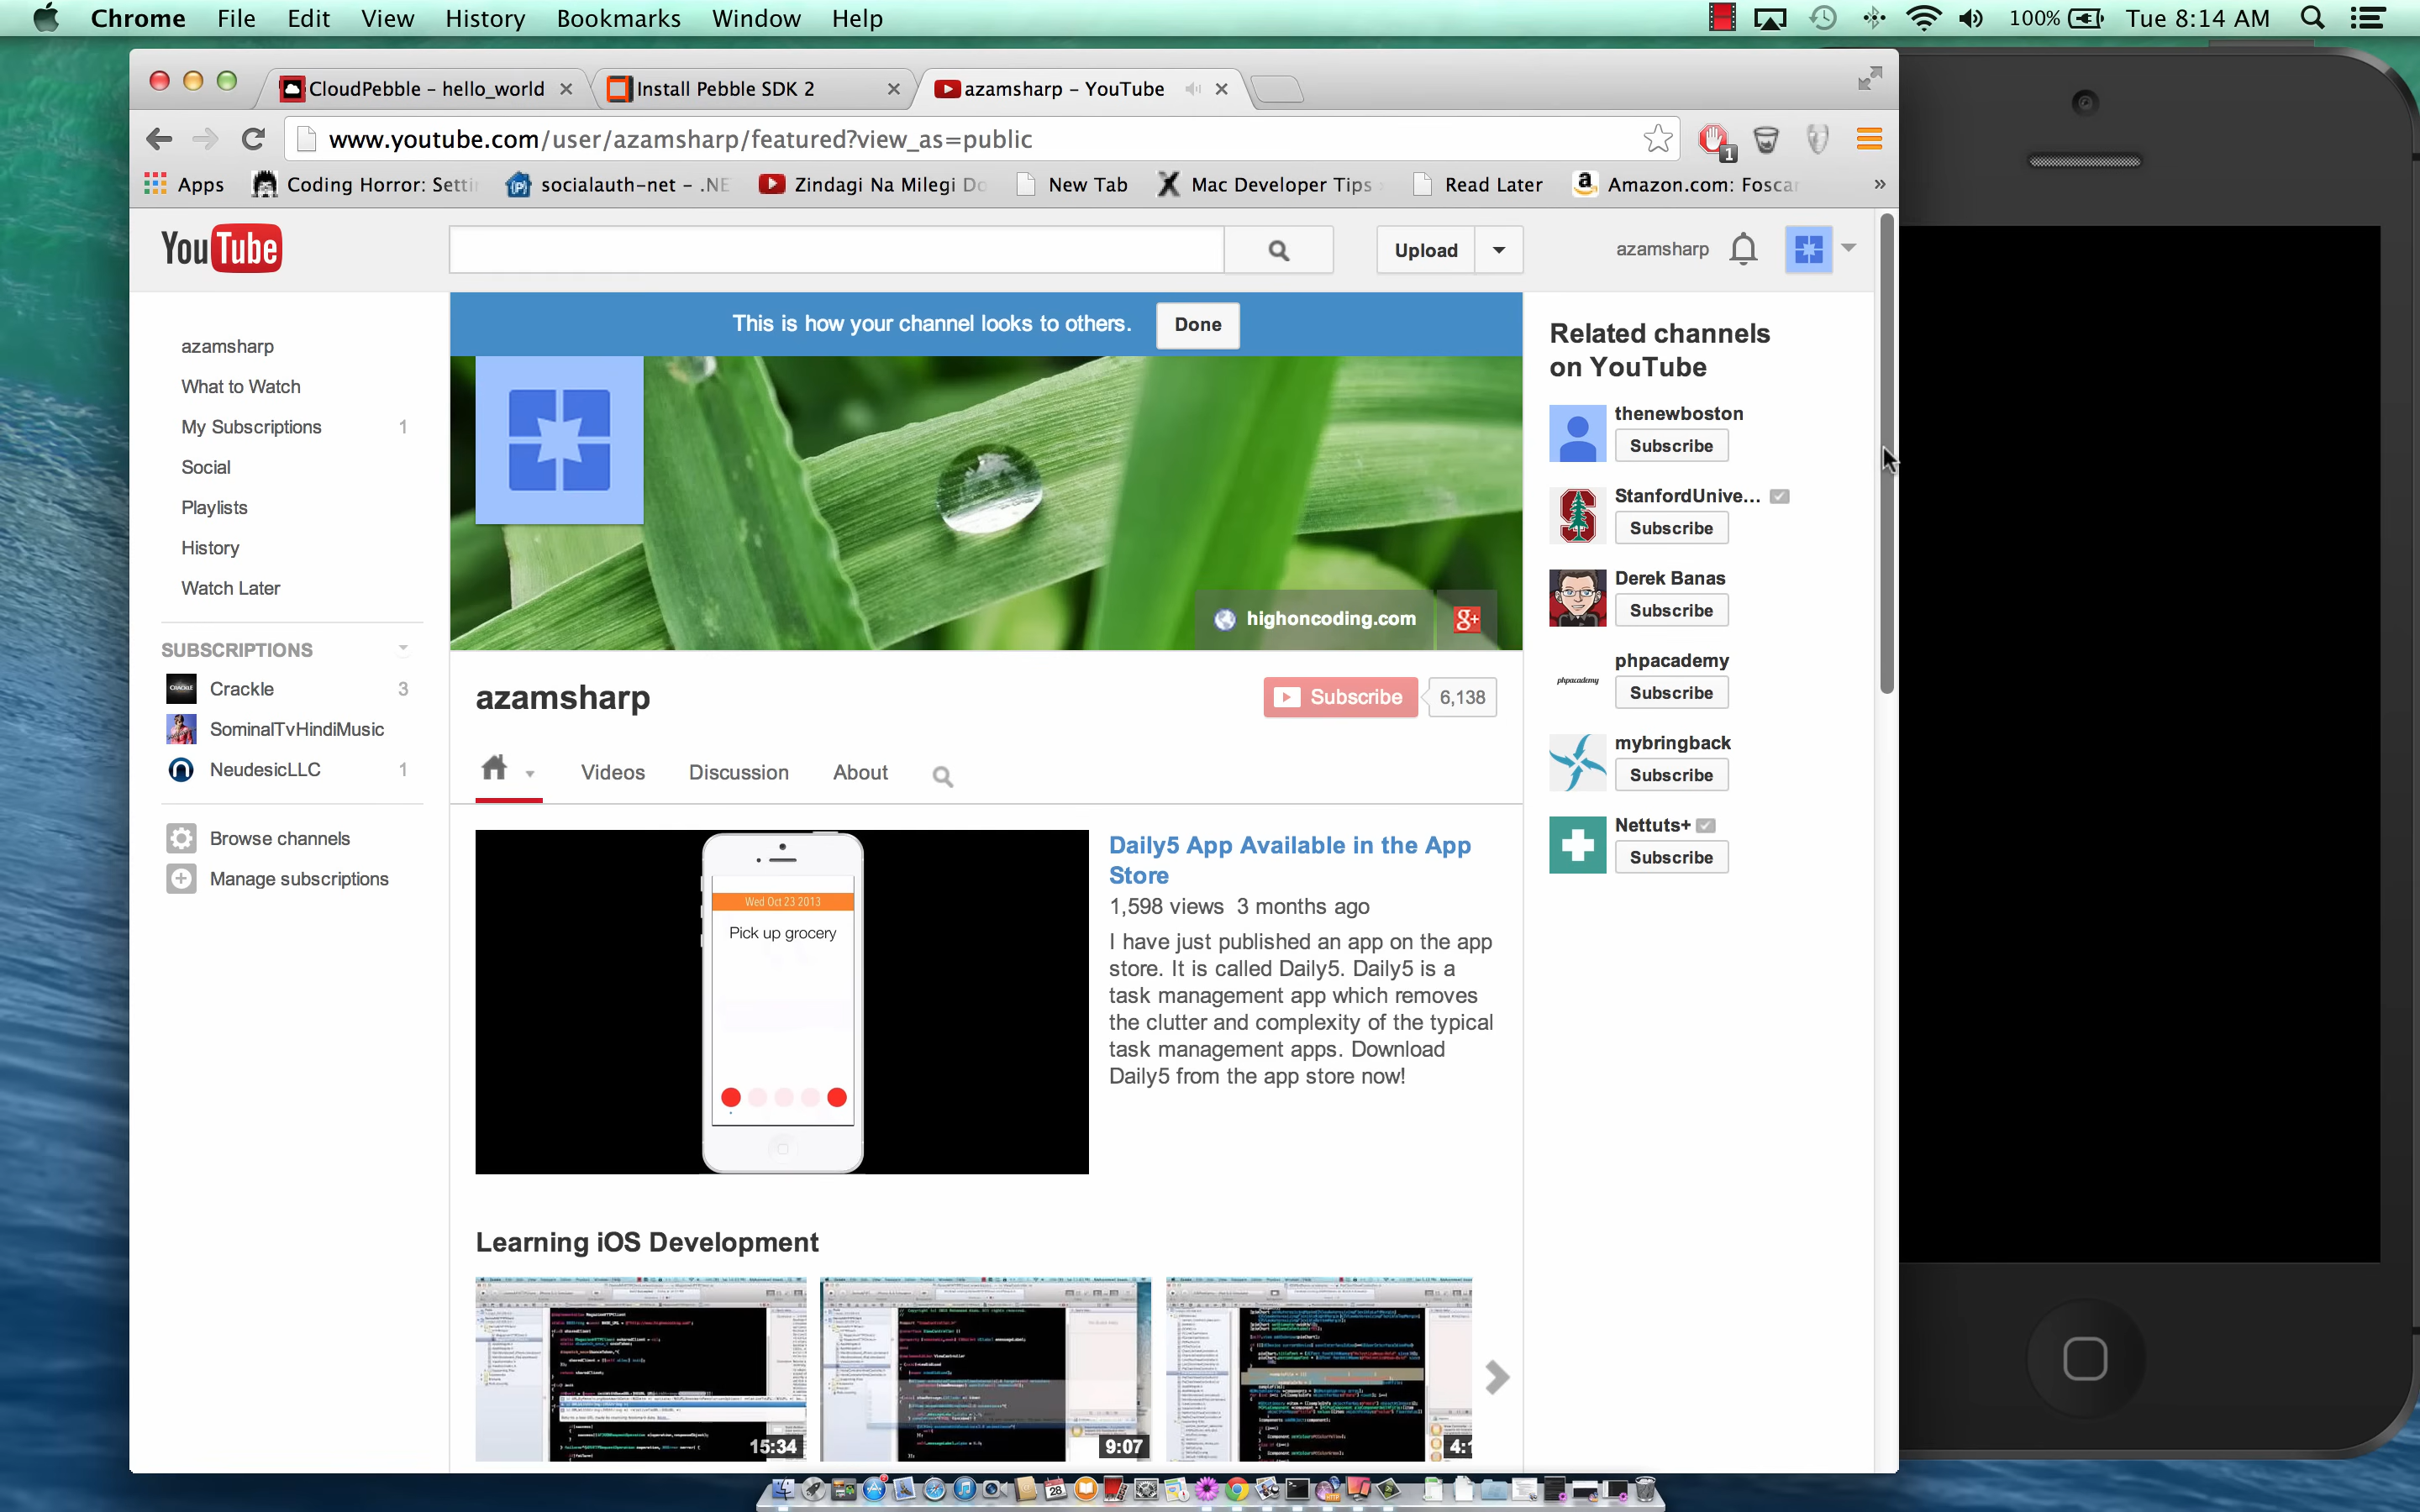 Chrome File Edit View History Bookmarks Window Help 100% Tue 8:14 AM
CloudPebble - hello_world Install Pebble SDK 2 azamsharp - YouTube
www.youtube.com/user/azamsharp/featured?view_as=public 1
Apps Coding Horror: Setti socialauth-net - .NE Zindagi Na Milegi Do New Tab Mac Developer Tips Read Later Amazon.com: Foscar »
YouTube Upload azamsharp
This is how your channel looks to others. Done
azamsharp
What to Watch
My Subscriptions 1
Social
Playlists
History
Watch Later
SUBSCRIPTIONS
CRACKLE Crackle 3
SominalTvHindiMusic
NeudesicLLC 1
Browse channels
Manage subscriptions
highoncoding.com g+
azamsharp Subscribe 6,138
Videos Discussion About
Wed Oct 23 2013
Pick up grocery
Daily5 App Available in the App
Store
1,598 views 3 months ago
I have just published an app on the app
store. It is called Daily5. Daily5 is a
task management app which removes
the clutter and complexity of the typical
task management apps. Download
Daily5 from the app store now!
Learning iOS Development
15:34 9:07 4:1
Related channels
on YouTube
thenewboston
Subscribe
StanfordUnive...
Subscribe
Derek Banas
Subscribe
phpacademy
phpacademy
Subscribe
mybringback
Subscribe
Nettuts+
Subscribe
28